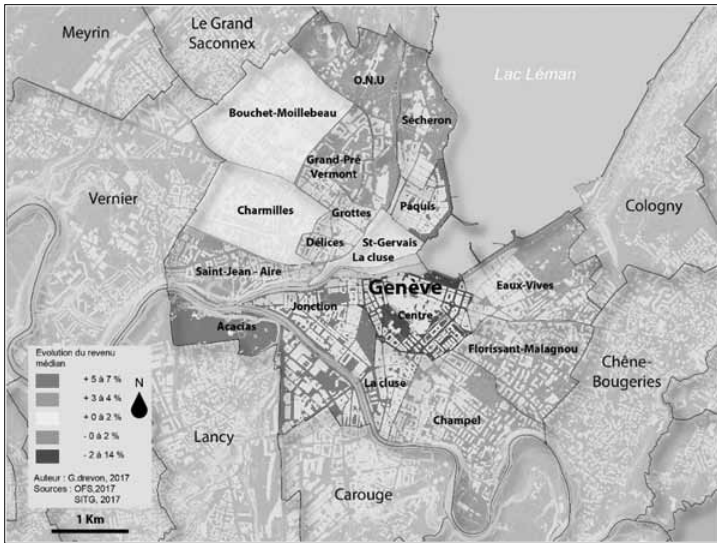 Meyrin
Le Grand
Saconnex
O.N.U
Lac Léman
Bouchet-Moillebeau
Sécheron
Grand-Pré
Vermont
Vernier
Charmilles
Grottes
Pâquis
Cologny
Délices
St-Gervais
La cluse
Saint-Jean - Aire
Genève
Eaux-Vives
Jonction
Centre
Acacias
Florissant-Malagnou
Chêne-
Bougeries
La cluse
Champel
Lancy
Carouge
Evolution du revenu
médian
+ 5 à 7 %
+ 3 à 4 %
+ 0 à 2 %
- 0 à 2 %
- 2 à 14 %
N
Auteur : G.drevon, 2017
Sources : OFS,2017
SITG, 2017
1 Km